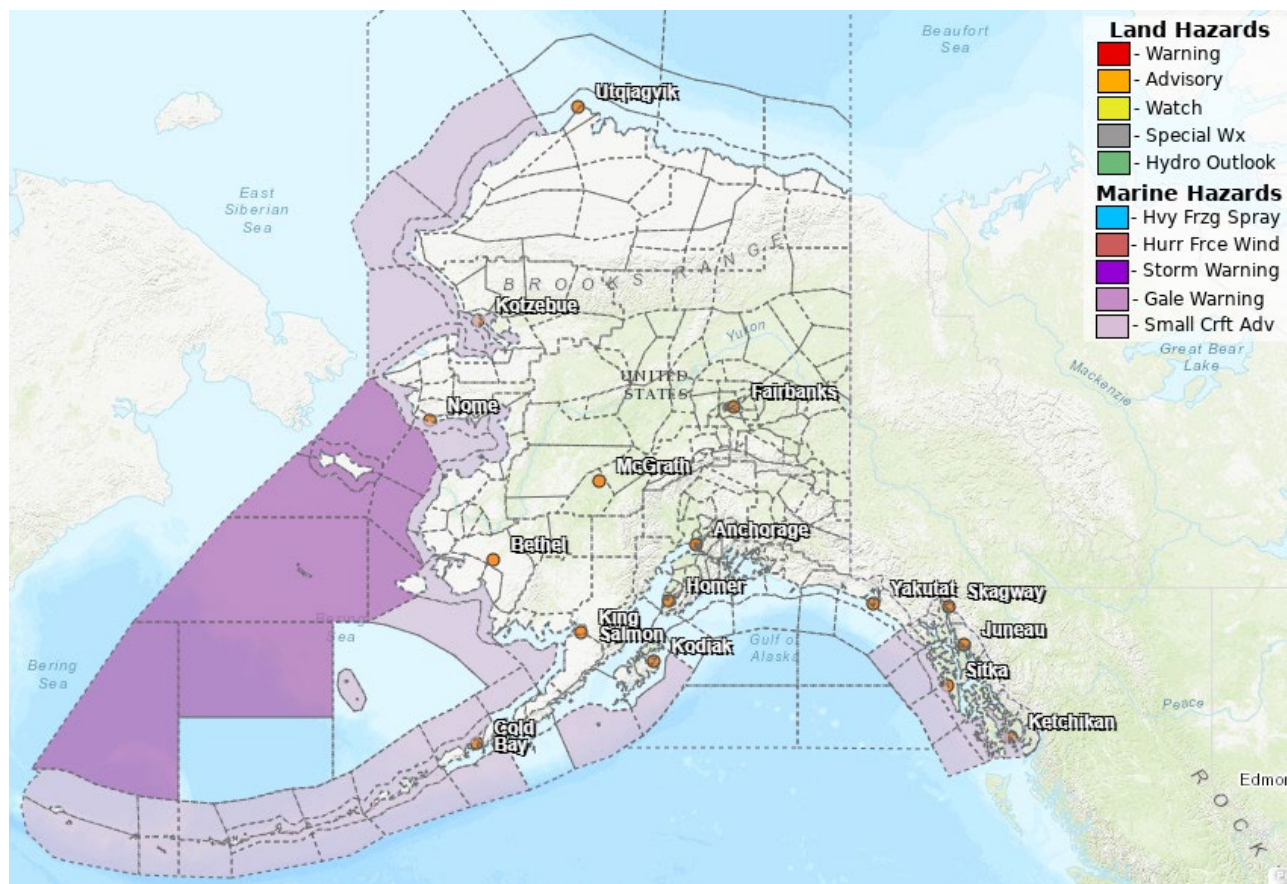 Land Hazards
- Warning
- Advisory
- Watch
- Special Wx
- Hydro Outlook
Marine Hazards
- Hvy Frzg Spray
- Hurr Frce Wind
- Storm Warning
- Gale Warning
- Small Crft Adv
Beaufort
Sea
Utqiagvik
East
Siberian
Sea
BROOKS RANGE
Kotzebue
Yukon
Great Bear
Lake
Mackenzie
UNITED
STATES
Fairbanks
Nome
McGrath
Anchorage
Bethel
Homer
Yakutat
Skagway
King
Salmon
Kodiak
Gulf of
Alaska
Juneau
Sitka
Sea
Bering
Sea
Peace
Ketchikan
Cold
Bay
ROCK
Edmon